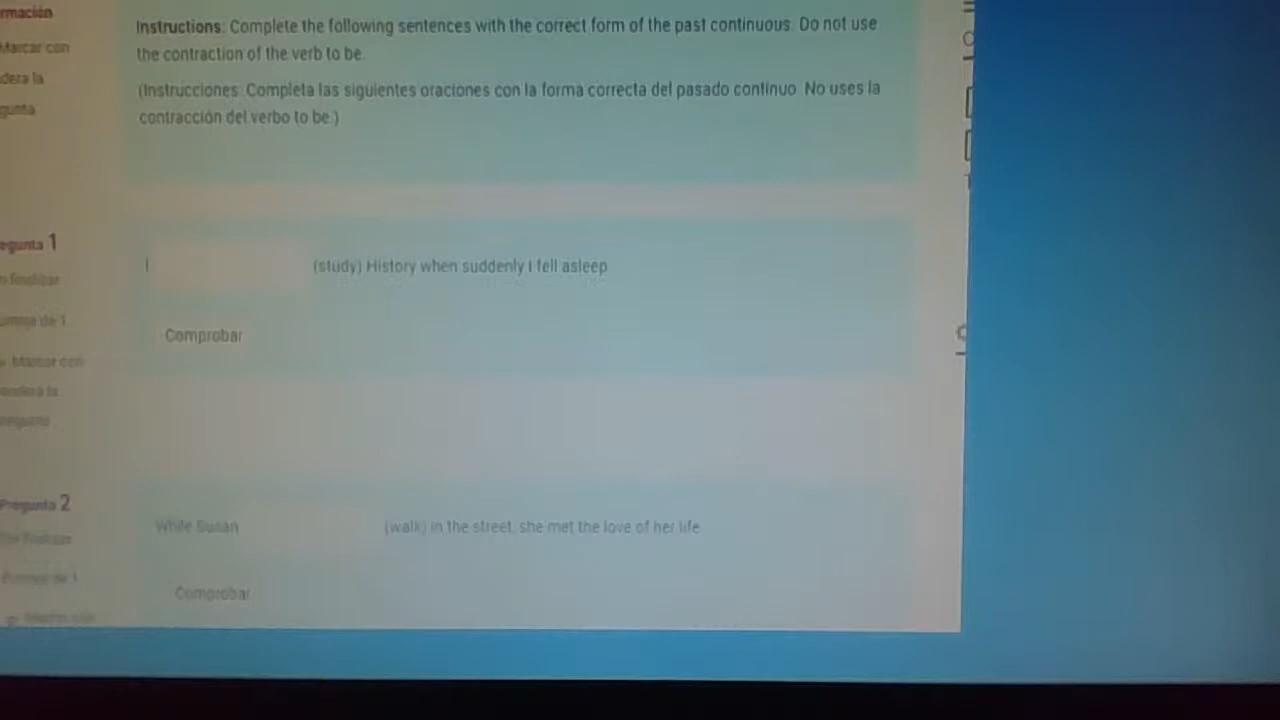 rmación
Marcar con
dera la
gunta
Instructions: Complete the following sentences with the correct form of the past continuous. Do not use
the contraction of the verb to be.
(Instrucciones: Completa las siguientes oraciones con la forma correcta del pasado continuo. No uses la
contracción del verbo to be.)
egunta 1
I (study) History when suddenly I fell asleep
Comprobar
Marcar con
Pregunta 2
While Susan (walk) in the street, she met the love of her life
Comprobar